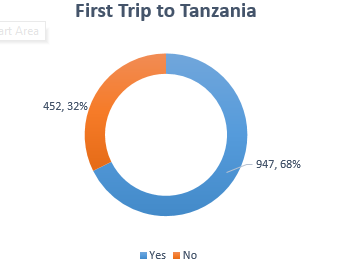 First Trip to Tanzania
art Area
452, 32%
947, 68%
Yes No